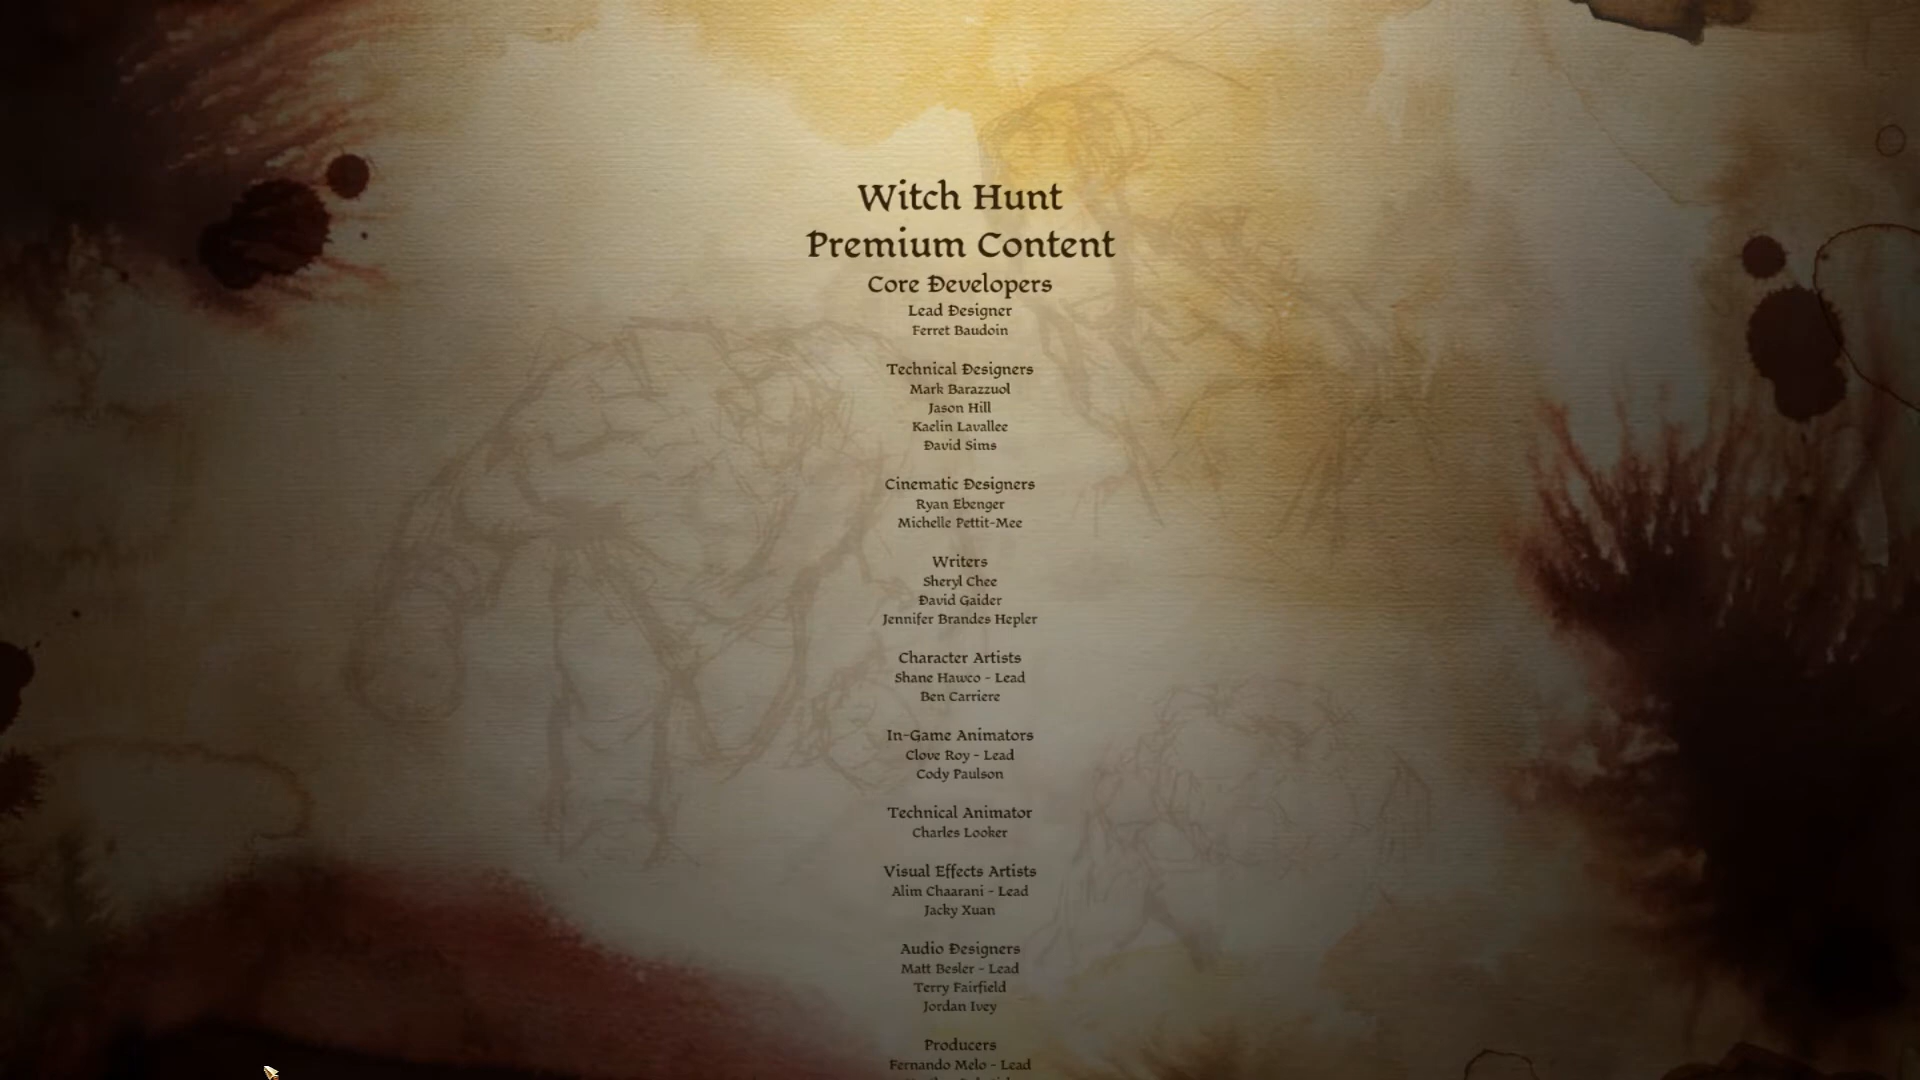 Witch Hunt
Premium Content
Core Developers
Lead Designer
Ferret Baudoin
Technical Designers
Mark Barazzuol
Jason Hill
Kaelin Lavallee
David Sims
Cinematic Designers
Ryan Ebenger
Michelle Pettit-Mee
Writers
Sheryl Chee
David Gaider
Jennifer Brandes Hepler
Character Artists
Shane Hawco - Lead
Ben Carriere
In-Game Animators
Clove Roy - Lead
Cody Paulson
Technical Animator
Charles Looker
Visual Effects Artists
Alim Chaarani - Lead
Jacky Xuan
Audio Designers
Matt Besler - Lead
Terry Fairfield
Jordan Ivey
Producers
Fernando Melo - Lead